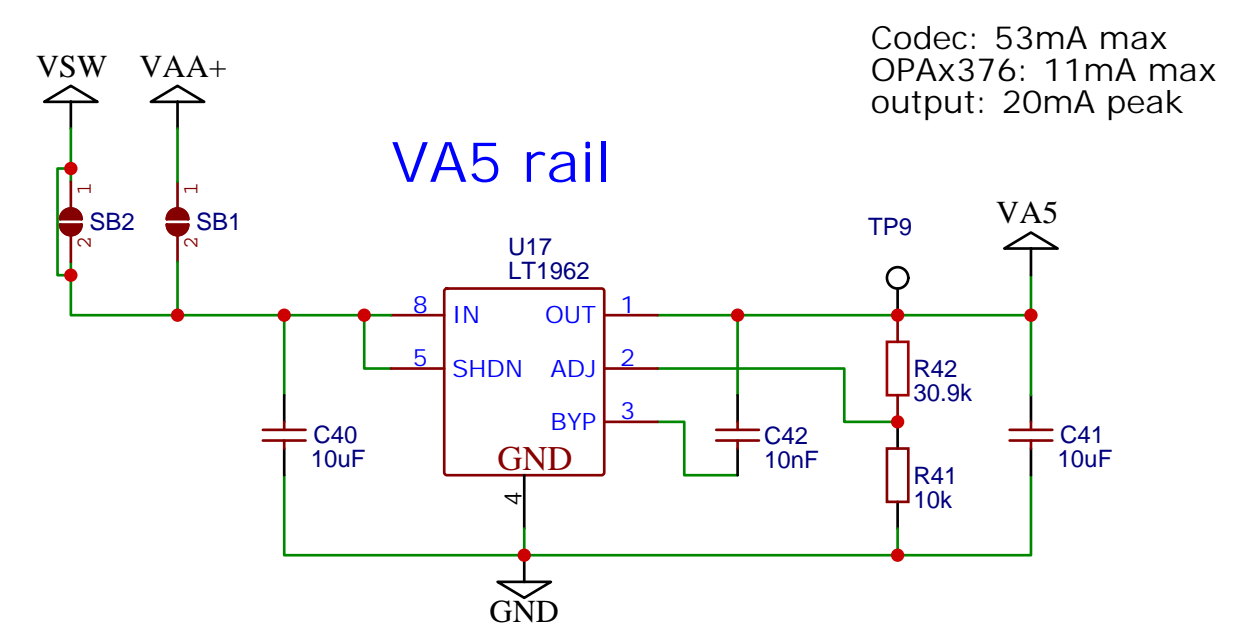 Codec: 53mA max
OPAx376: 11mA max
output: 20mA peak
VSW
VAA+
VA5 rail
1
SB2
2
1
SB1
2
U17
LT1962
8
IN
OUT
1
5
SHDN
ADJ
2
BYP
3
GND
4
TP9
VA5
R42
30.9k
C40
10uF
C42
10nF
R41
10k
C41
10uF
GND